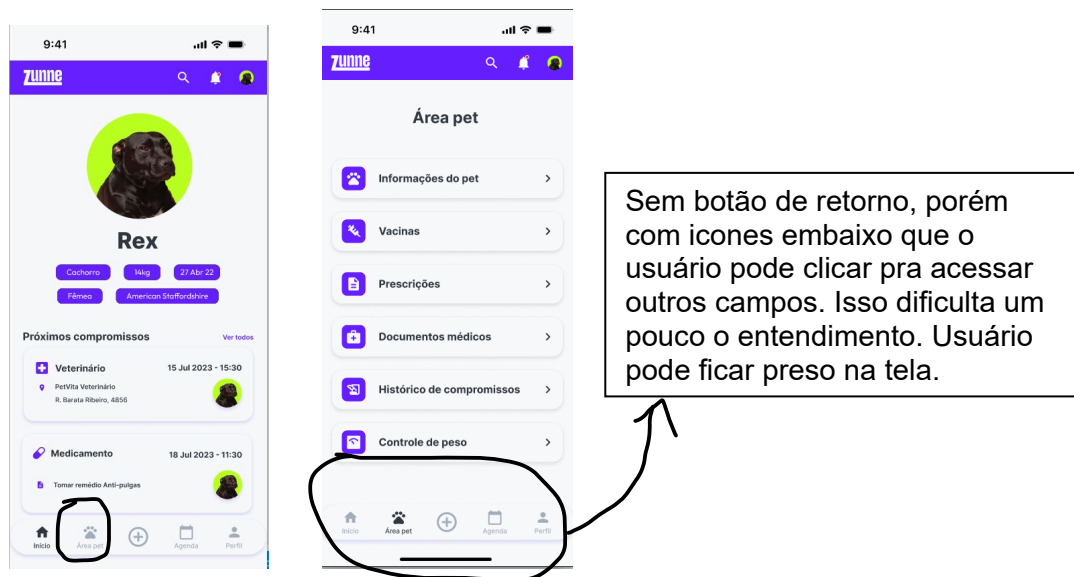 9:41
zunne
Rex
Cachorro 14kg 27 Abr 22
Fêmea American Staffordshire
Próximos compromissos Ver todos
Veterinário 15 Jul 2023 - 15:30
PetVita Veterinário
R. Barata Ribeiro, 4856
Medicamento 18 Jul 2023 - 11:30
Tomar remédio Anti-pulgas
Início Área pet Agenda Perfil
9:41
zunne
Área pet
Informações do pet
Vacinas
Prescrições
Documentos médicos
Histórico de compromissos
Controle de peso
Início Área pet Agenda Perfil
Sem botão de retorno, porém
com icones embaixo que o
usuário pode clicar pra acessar
outros campos. Isso dificulta um
pouco o entendimento. Usuário
pode ficar preso na tela.